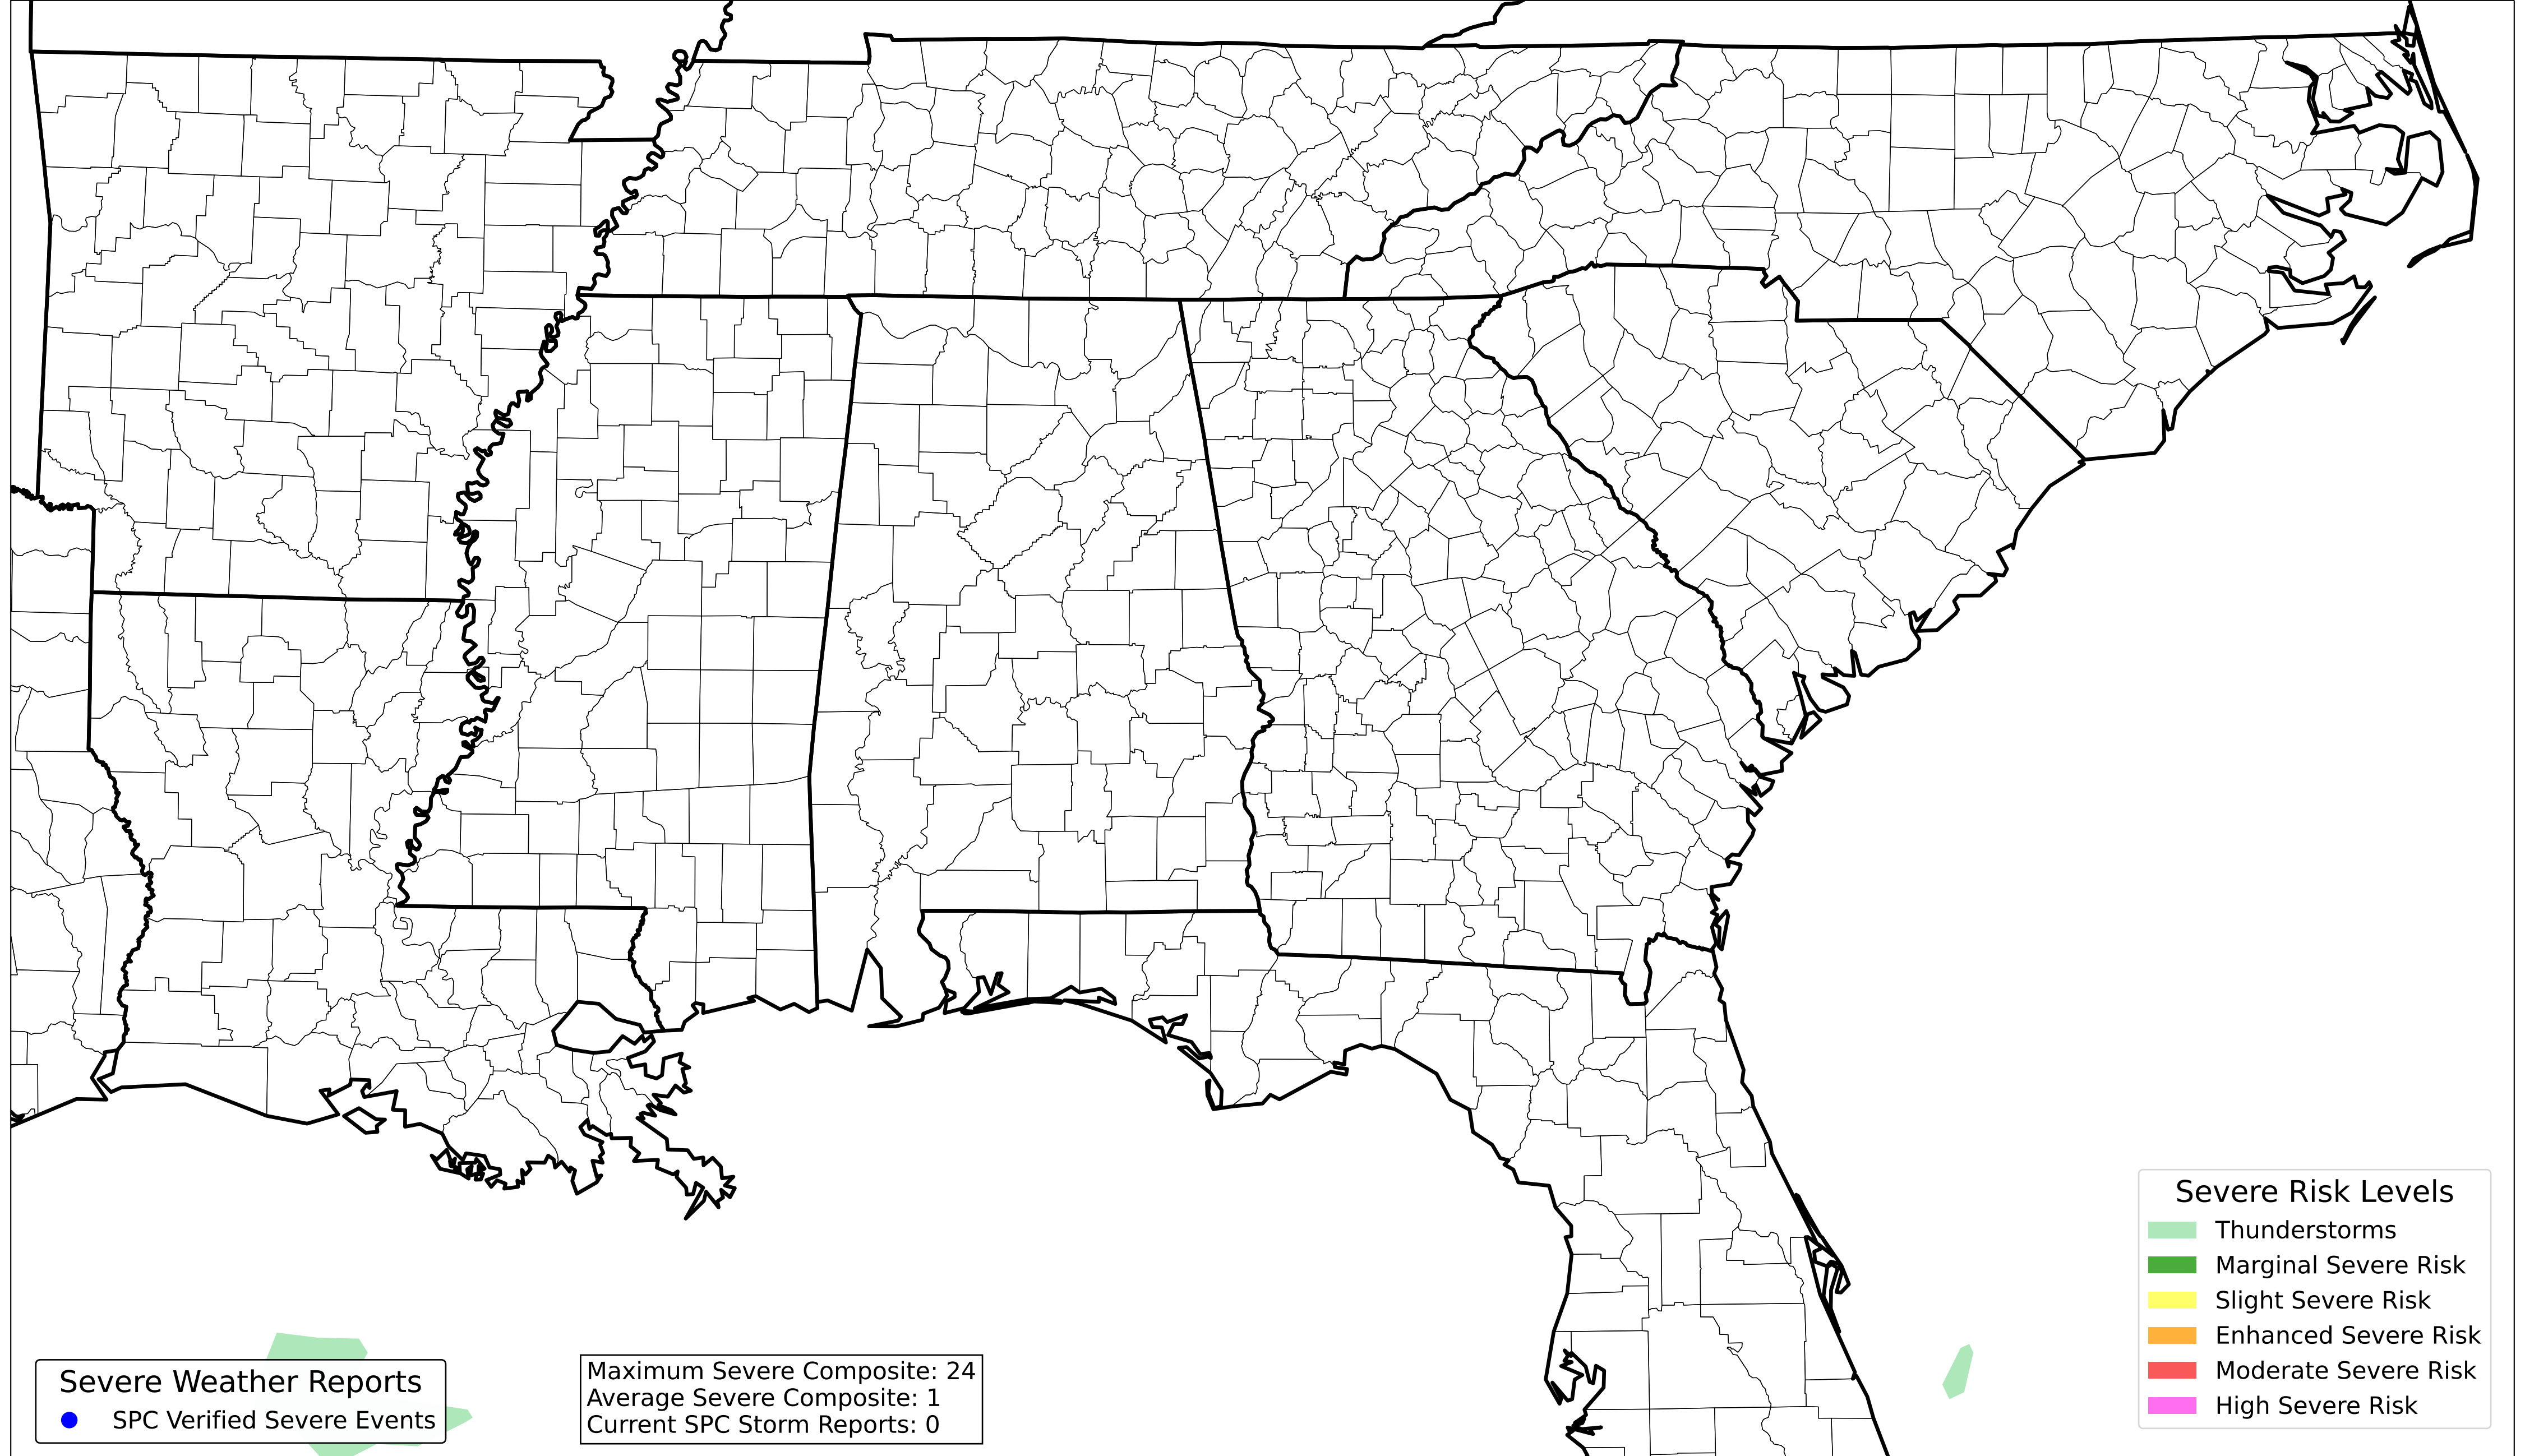 Severe Risk Levels
Thunderstorms
Marginal Severe Risk
Slight Severe Risk
Enhanced Severe Risk
Moderate Severe Risk
High Severe Risk
Severe Weather Reports
SPC Verified Severe Events
Maximum Severe Composite: 24
Average Severe Composite: 1
Current SPC Storm Reports: 0